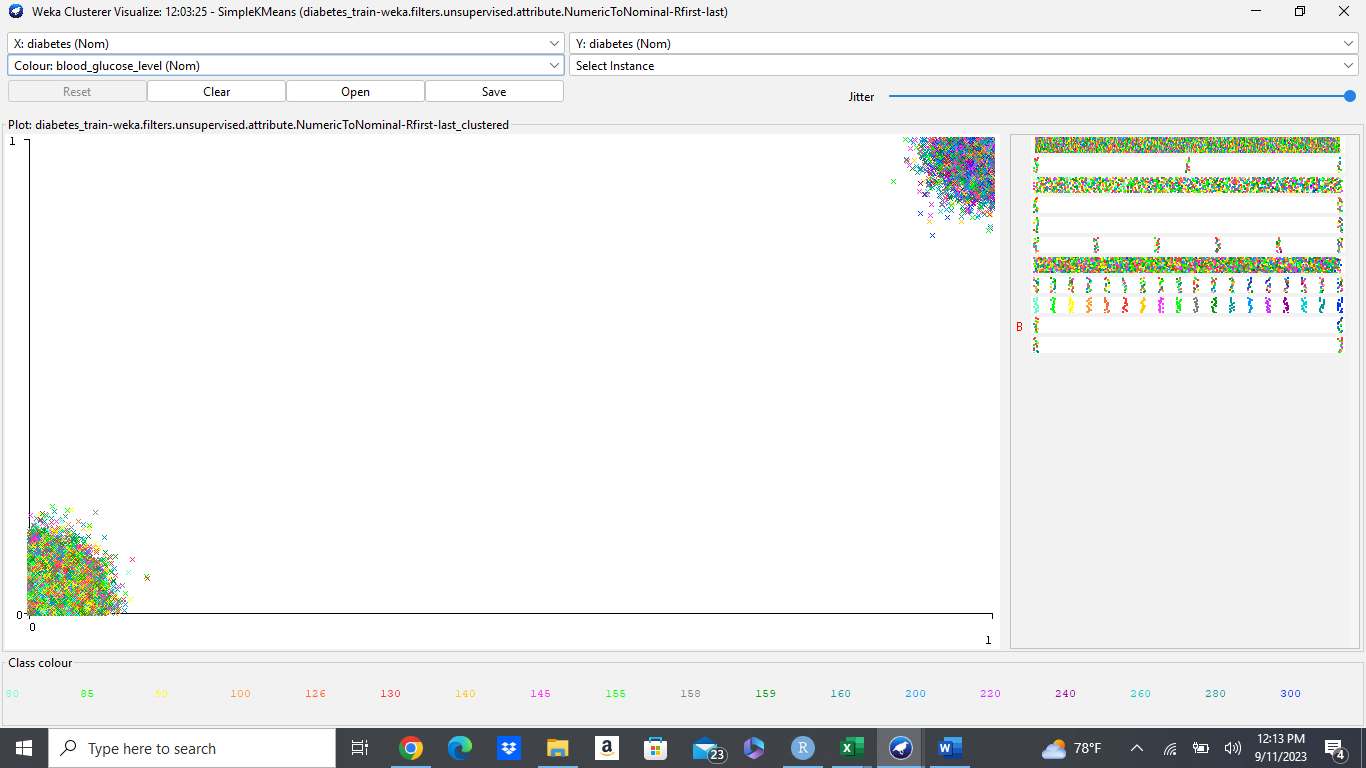 Weka Clusterer Visualize: 12:03:25 - SimpleKMeans (diabetes_train-weka.filters.unsupervised.attribute.NumericToNominal-Rfirst-last)
X: diabetes (Nom) Y: diabetes (Nom)
Colour: blood_glucose_level (Nom) Select Instance
Reset Clear Open Save Jitter
Plot: diabetes_train-weka.filters.unsupervised.attribute.NumericToNominal-Rfirst-last_clustered
1
B
0
0 1
Class colour
80 85 90 100 126 130 140 145 155 158 159 160 200 220 240 260 280 300
Type here to search a 23 R X W 78°F 12:13 PM
9/11/2023 4